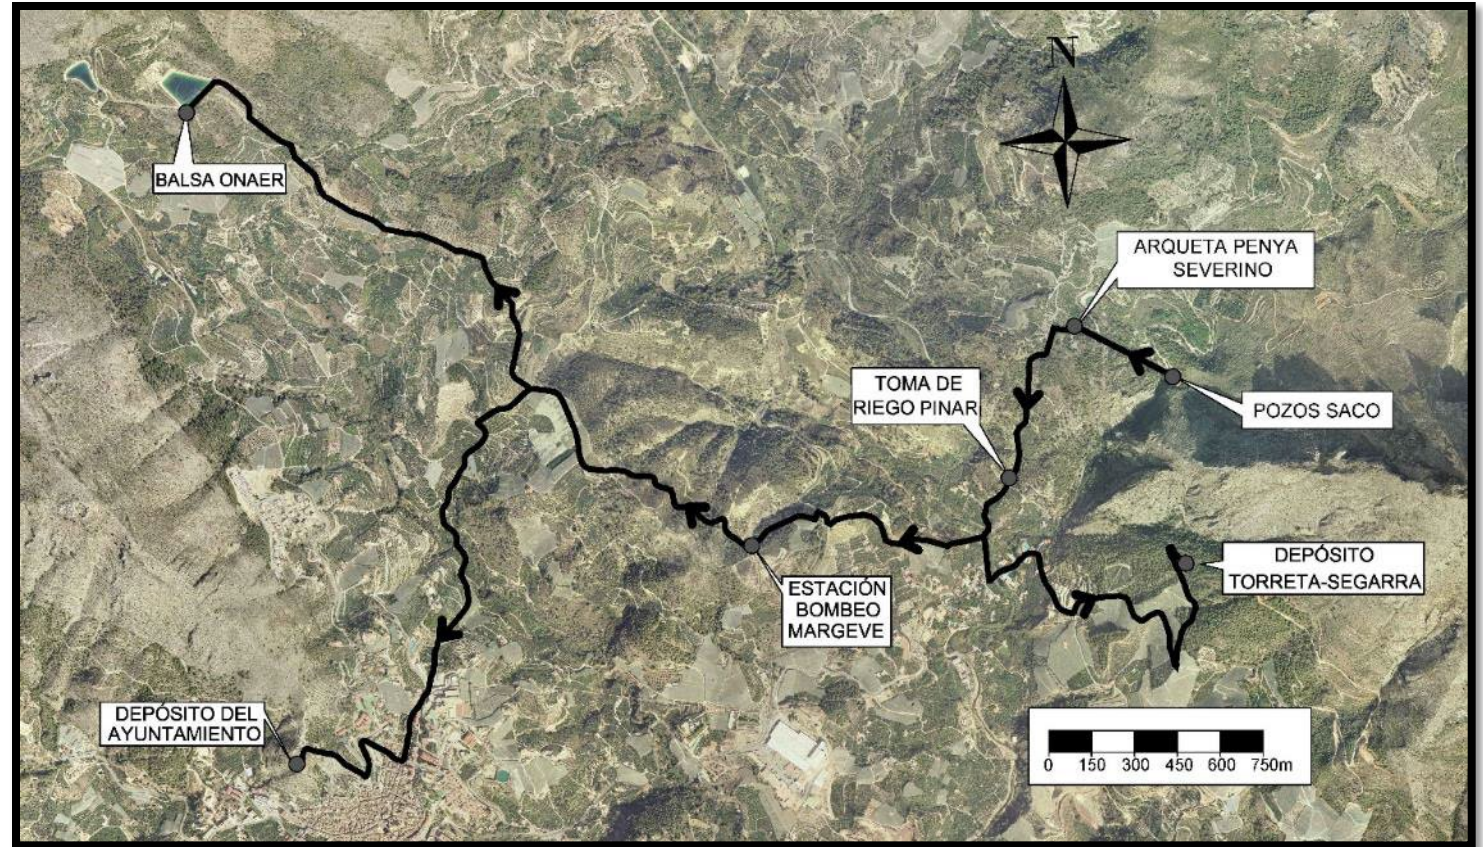 N
BALSA ONAER
ARQUETA PENYA
SEVERINO
TOMA DE
RIEGO PINAR
POZOS SACO
ESTACIÓN
BOMBEO
MARGEVE
DEPÓSITO
TORRETA-SEGARRA
DEPÓSITO DEL
AYUNTAMIENTO
0 150 300 450 600 750m